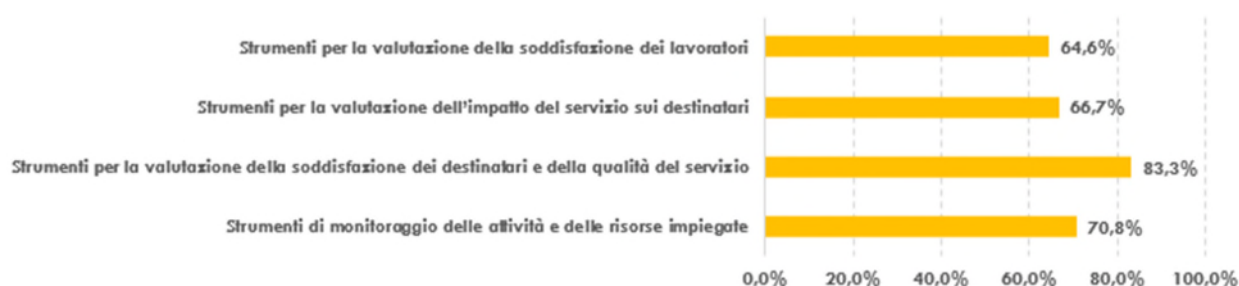 Strumenti per la valutazione della soddisfazione dei lavoratori 64,6%
Strumenti per la valutazione dell'impatto del servizio sui destinatari 66,7%
Strumenti per la valutazione della soddisfazione dei destinatari e della qualità del servizio 83,3%
Strumenti di monitoraggio delle attività e delle risorse impiegate 70,8%
0,0% 20,0% 40,0% 60,0% 80,0% 100,0%